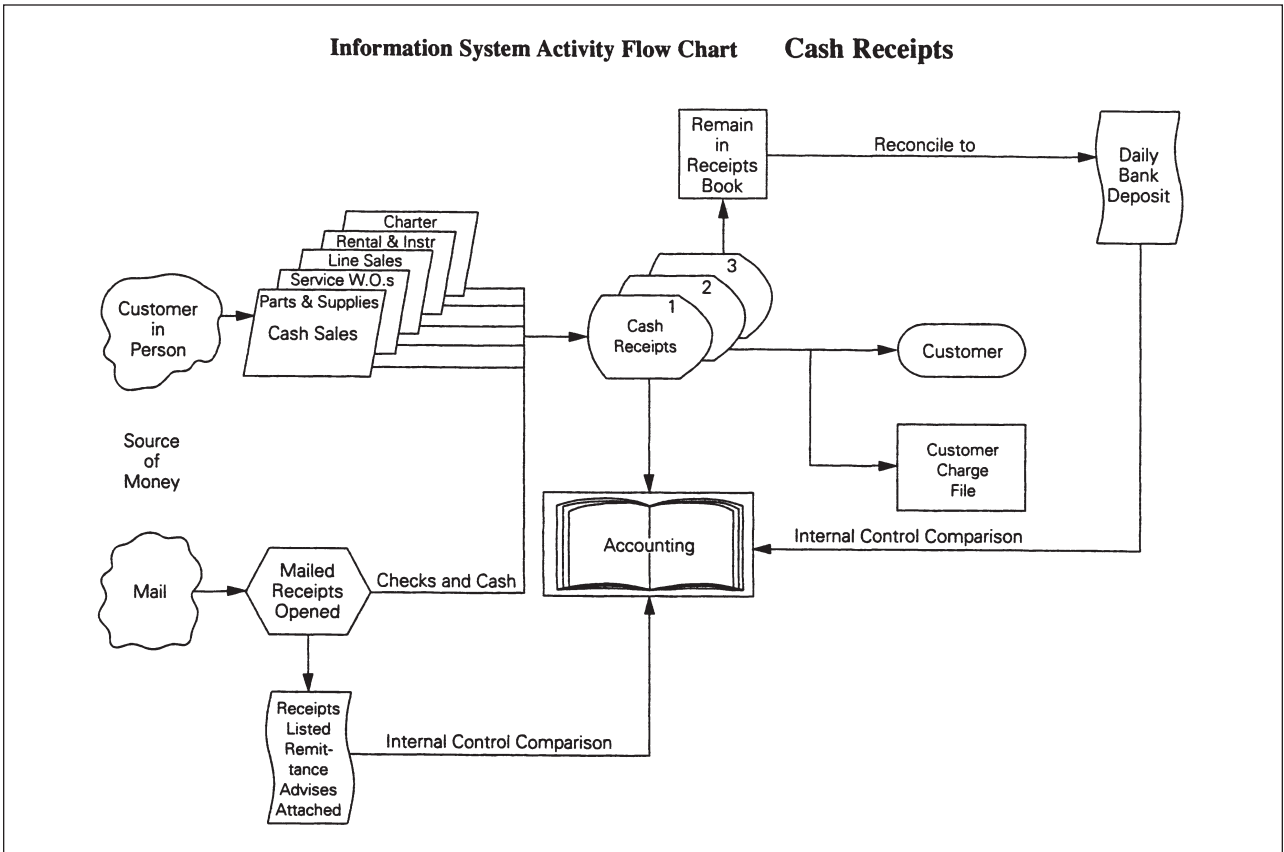 Information System Activity Flow Chart Cash Receipts
Remain
in
Receipts
Book
Reconcile to
Daily
Bank
Deposit
Charter
Rental & Instr
Line Sales
Service W.O.s
Parts & Supplies
Cash Sales
Customer
in
Person
3
2
1
Cash
Receipts
Customer
Source
of
Money
Customer
Charge
File
Accounting
Internal Control Comparison
Mail
Mailed
Receipts
Opened
Checks and Cash
Receipts
Listed
Remit-
tance
Advises
Attached
Internal Control Comparison